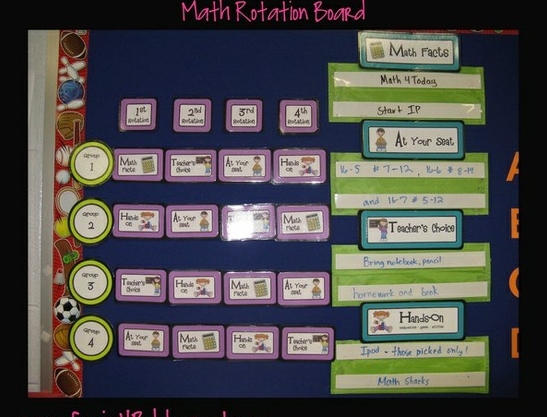 Math Rotation Board
1st Rotation
2nd Rotation
3rd Rotation
4th Rotation
Group 1
Math facts
Teacher's Choice
At Your Seat
Hands on
Group 2
Hands on
At Your Seat
Math facts
Group 3
Teacher's Choice
Hands on
Math facts
At Your seat
Group 4
At Your Seat
Math facts
Hands on
Teacher's Choice
Math Facts
Math 4 Today
Start IP
At Your Seat
16-5 # 7-12, 16-6 # 8-14
and 16-7 # 5-12
Teacher's Choice
Bring notebook, pencil
homework and book
Hands-On
Ipod - those picked only!
Math Sharks